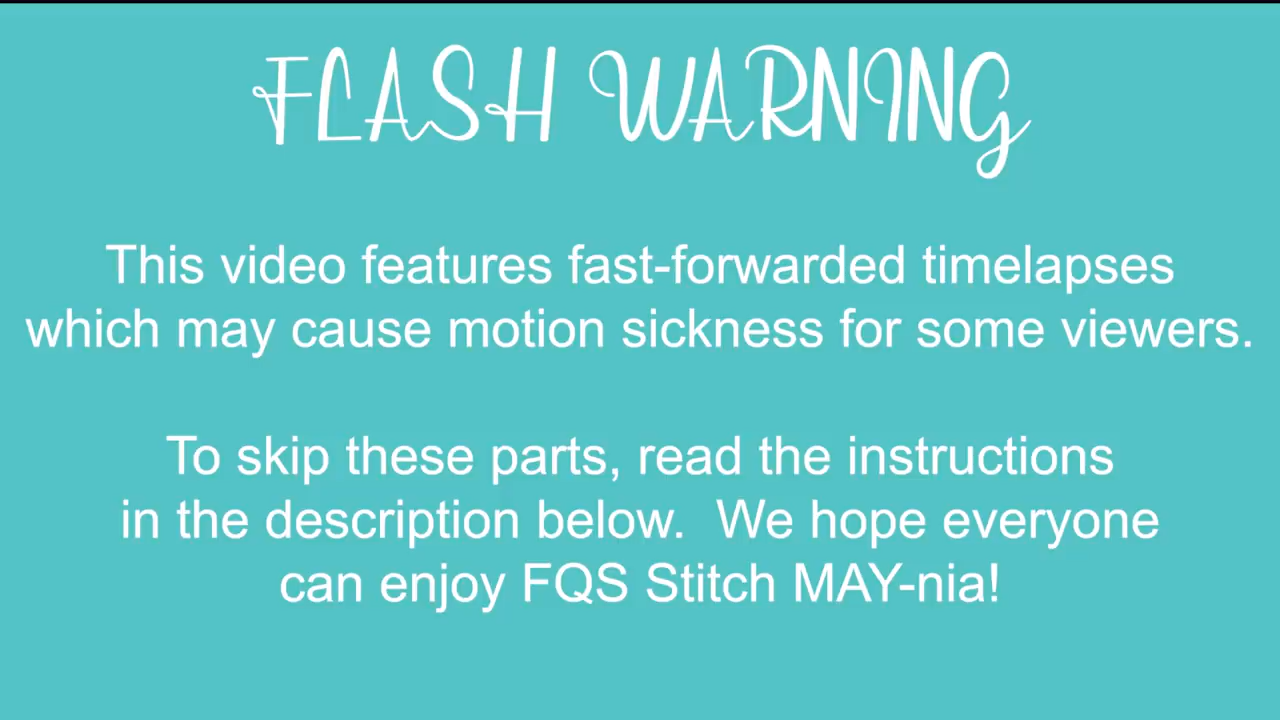 FLASH WARNING
This video features fast-forwarded timelapses
which may cause motion sickness for some viewers.
To skip these parts, read the instructions
in the description below.  We hope everyone
can enjoy FQS Stitch MAY-nia!